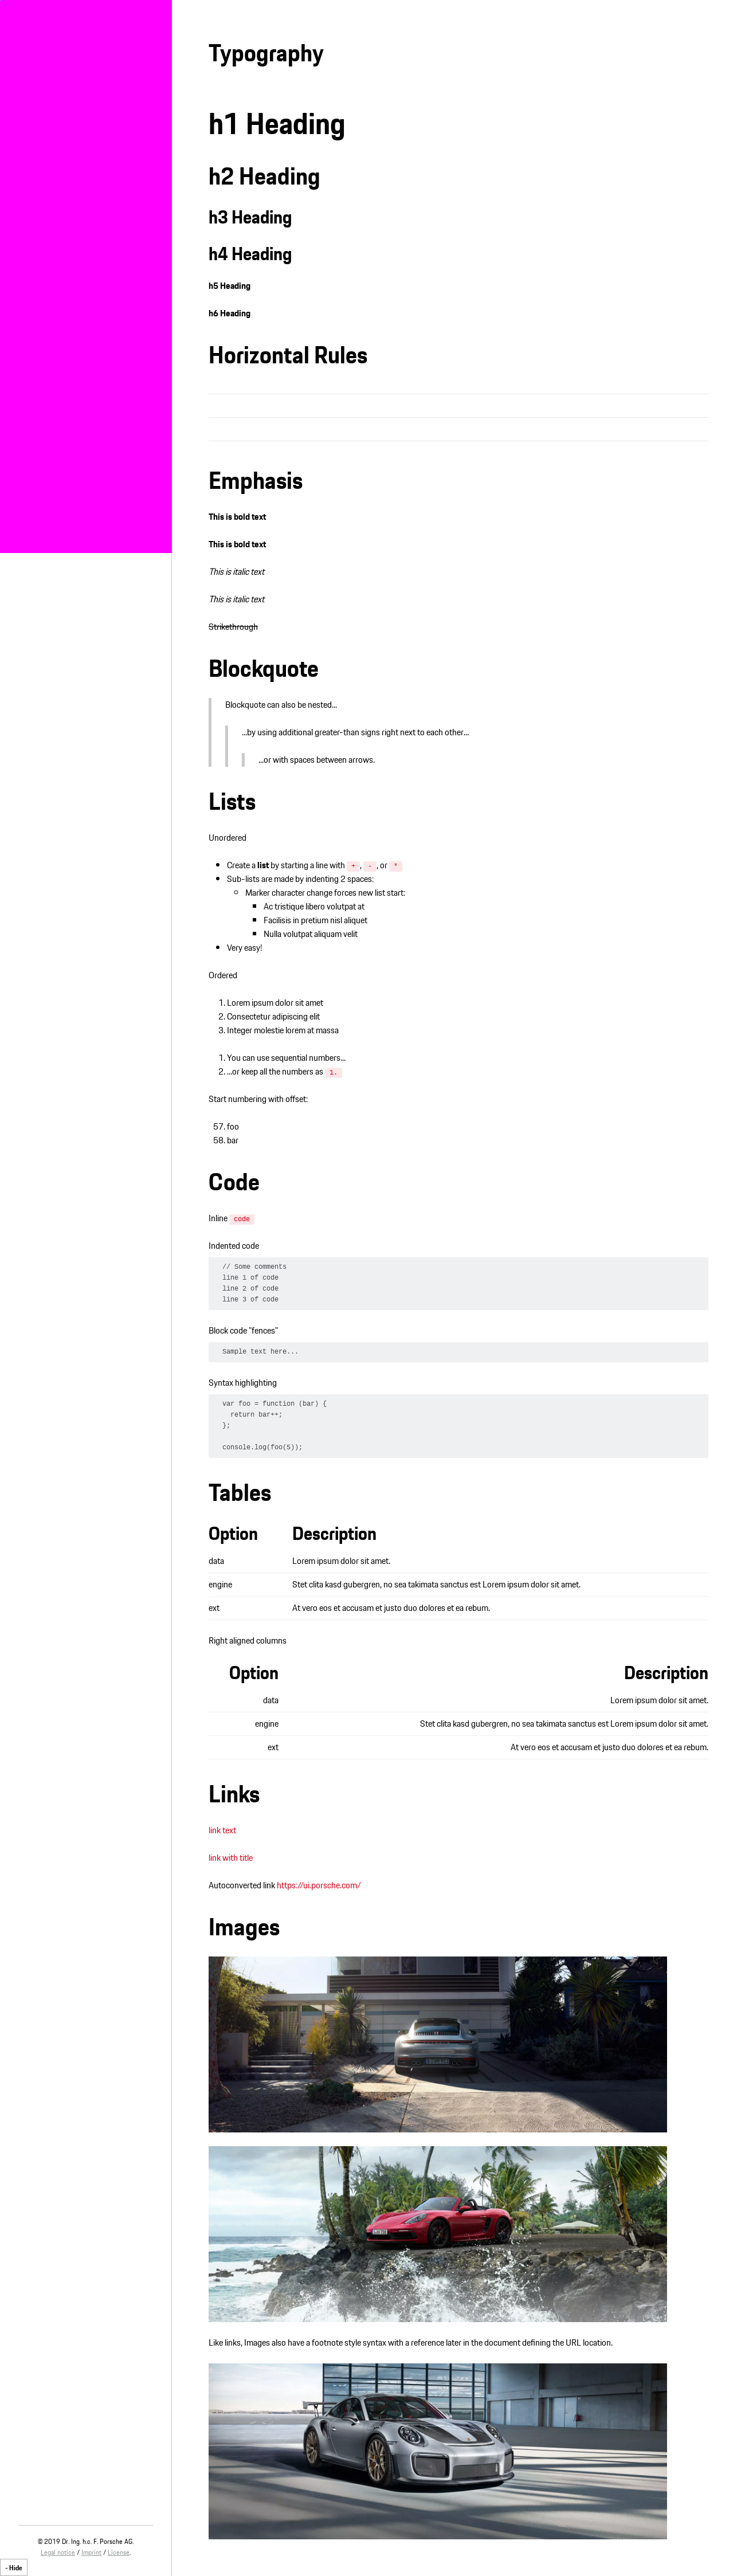 Typography
h1 Heading
h2 Heading
h3 Heading
h4 Heading
h5 Heading
h6 Heading
Horizontal Rules
Emphasis
This is bold text
This is bold text
This is italic text
This is italic text
Strikethrough
Blockquote
Blockquote can also be nested...
...by using additional greater-than signs right next to each other...
...or with spaces between arrows.
Lists
Unordered
Create a list by starting a line with +, -, or *
Sub-lists are made by indenting 2 spaces:
Marker character change forces new list start:
Ac tristique libero volutpat at
Facilisis in pretium nisl aliquet
Nulla volutpat aliquam velit
Very easy!
Ordered
1. Lorem ipsum dolor sit amet
2. Consectetur adipiscing elit
3. Integer molestie lorem at massa
1. You can use sequential numbers...
2. ...or keep all the numbers as 1.
Start numbering with offset:
57. foo
58. bar
Code
Inline code
Indented code
// Some comments
line 1 of code
line 2 of code
line 3 of code
Block code "fences"
Sample text here...
Syntax highlighting
var foo = function (bar) {
return bar++;
};
console.log(foo(5));
Tables
Option Description
data Lorem ipsum dolor sit amet.
engine Stet clita kasd gubergren, no sea takimata sanctus est Lorem ipsum dolor sit amet.
ext At vero eos et accusam et justo duo dolores et ea rebum.
Right aligned columns
Option Description
data Lorem ipsum dolor sit amet.
engine Stet clita kasd gubergren, no sea takimata sanctus est Lorem ipsum dolor sit amet.
ext At vero eos et accusam et justo duo dolores et ea rebum.
Links
link text
link with title
Autoconverted link https://ui.porsche.com/
Images
Like links, Images also have a footnote style syntax with a reference later in the document defining the URL location.
© 2019 Dr. Ing. h.c. F. Porsche AG.
Legal notice / Imprint / License.
- Hide